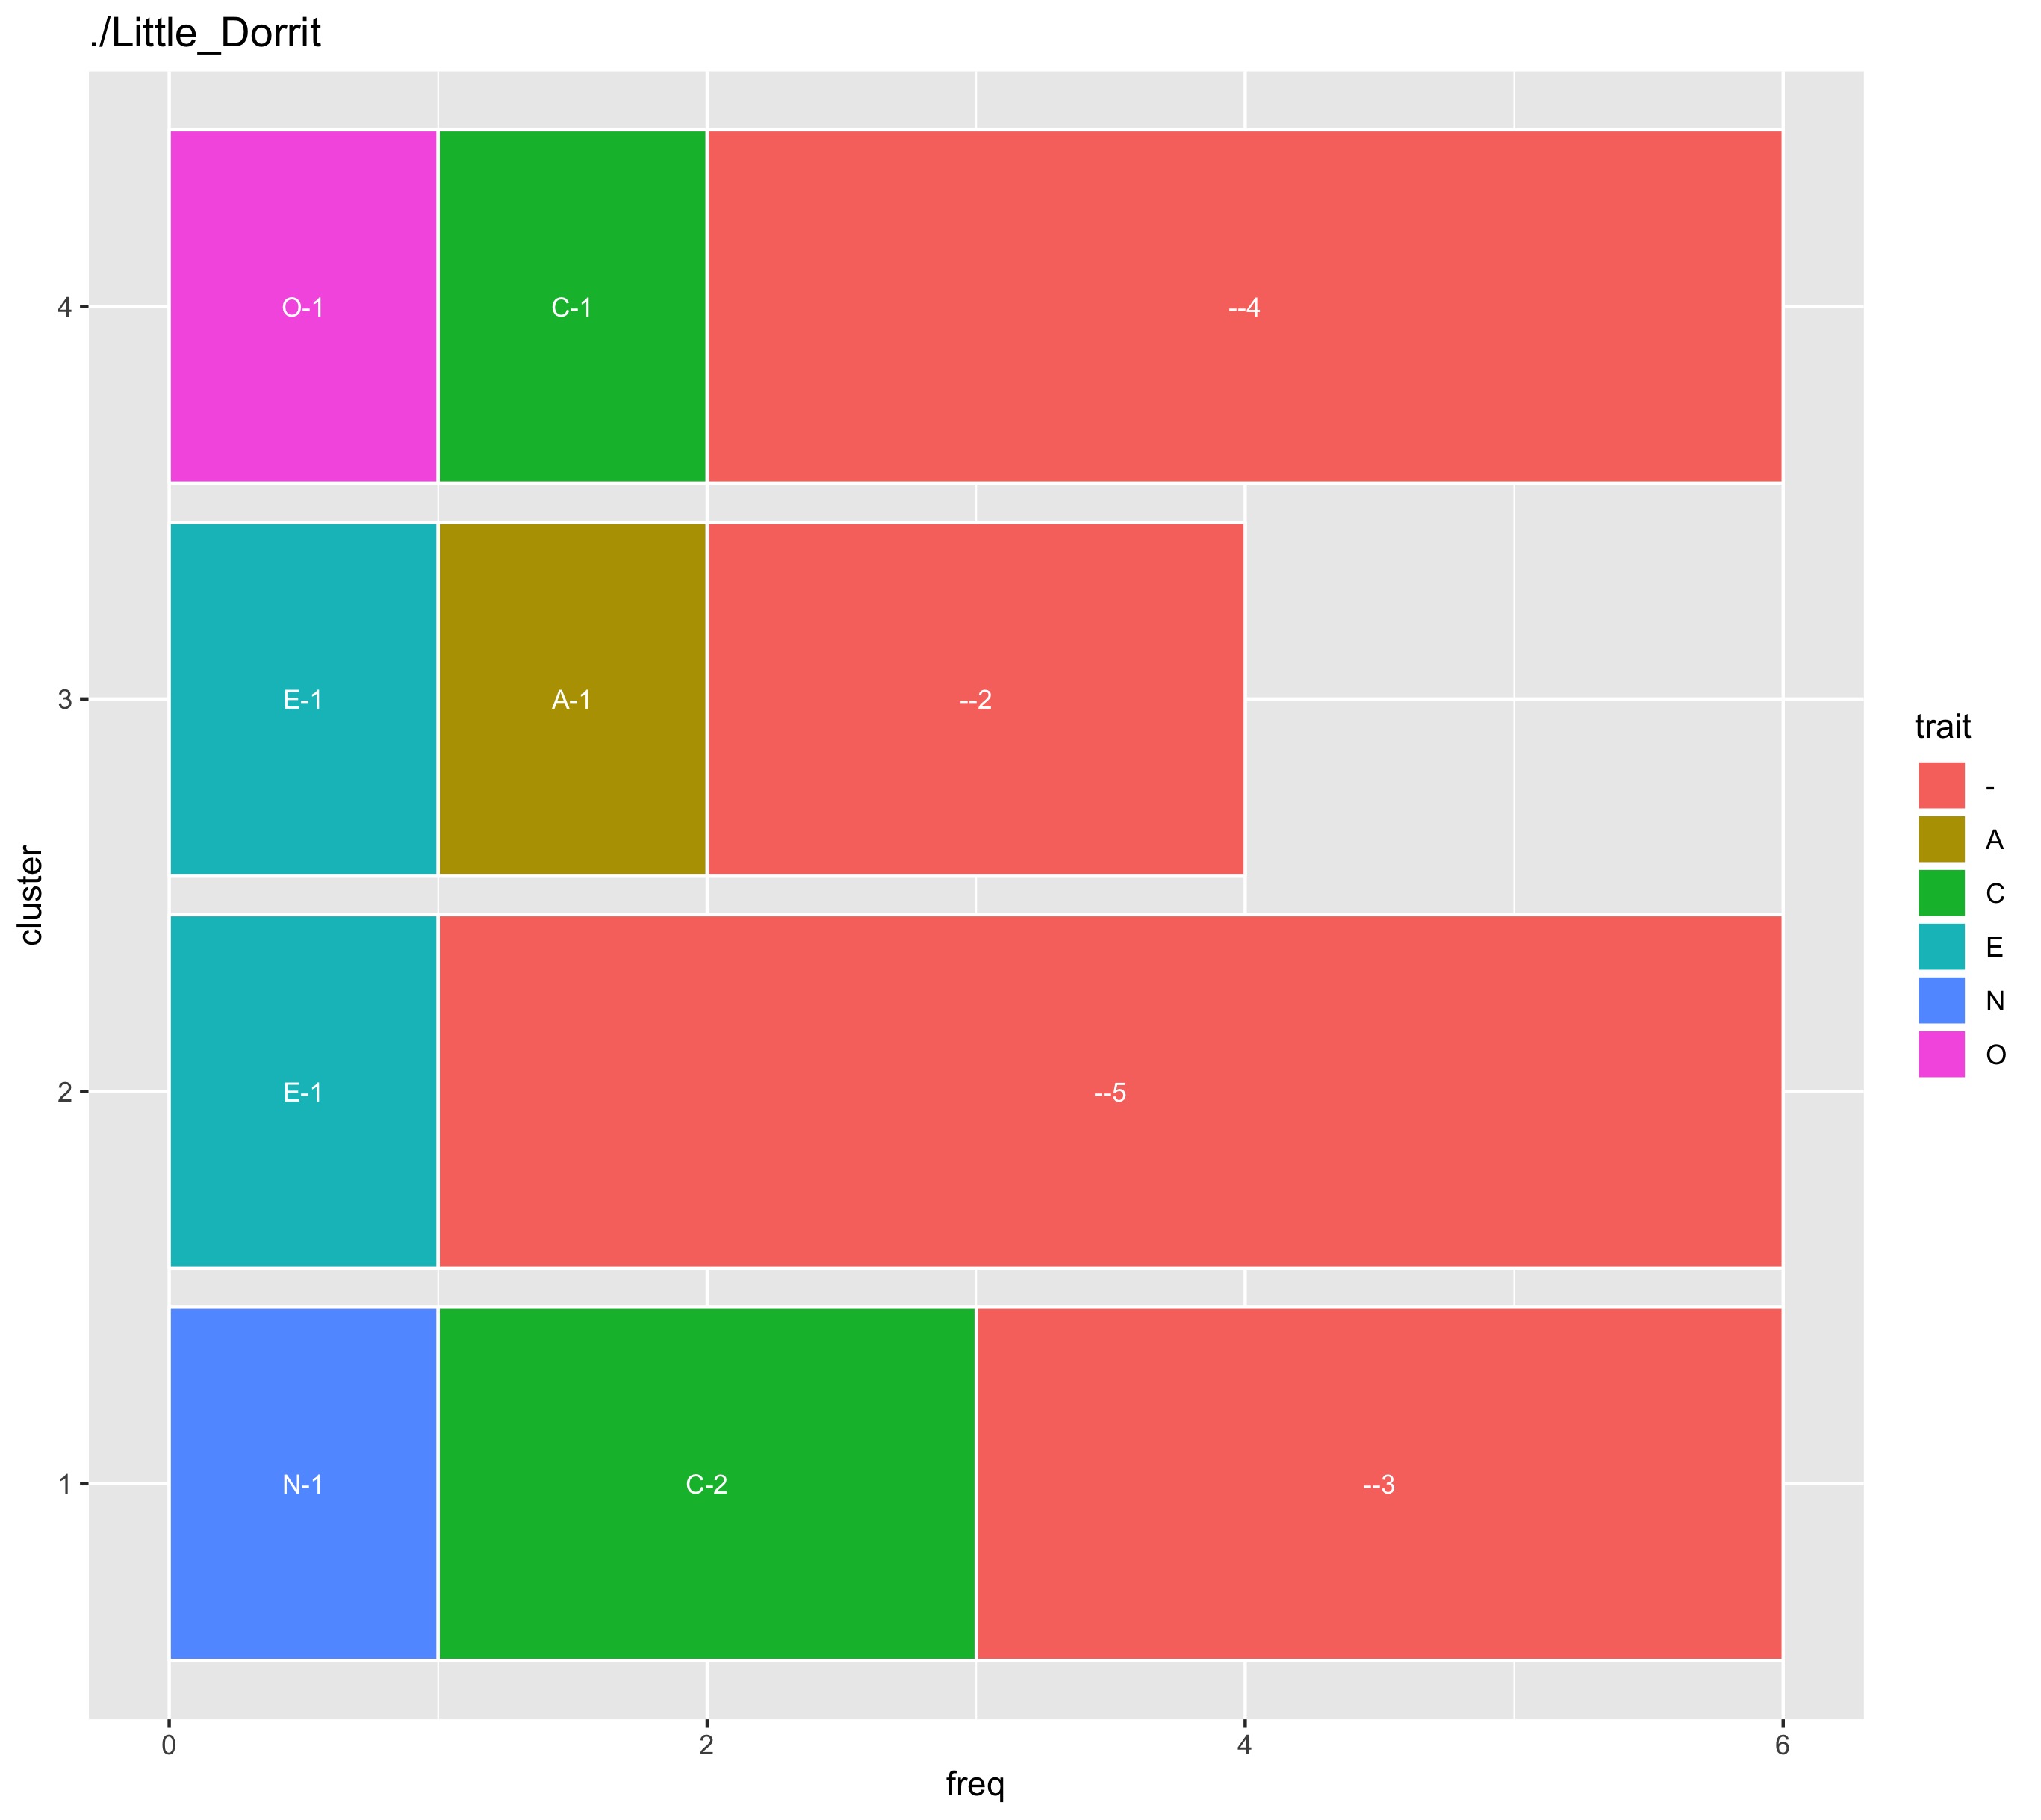 ./Little_Dorrit
cluster
4
O-1 C-1 --4
3
E-1 A-1 --2
2
E-1 --5
1
N-1 C-2 --3
0 2 4 6
freq
trait
-
A
C
E
N
O